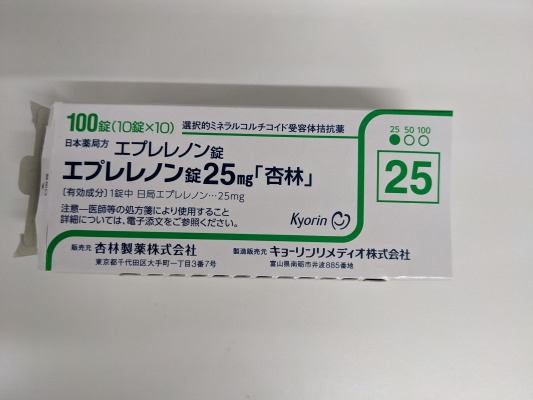 100錠(10錠×10) 選択的ミネラルコルチコイド受容体拮抗薬
日本薬局方 エプレレノン錠
エプレレノン錠25mg「杏林」
[有効成分]1錠中 日局エプレレノン…25mg
注意―医師等の処方箋により使用すること
詳細については、電子添文をご参照ください。
Kyorin
25 50 100
25
販売元 杏林製薬株式会社
東京都千代田区大手町一丁目3番7号
製造販売元 キョーリンリメディオ株式会社
富山県南砺市井波885番地